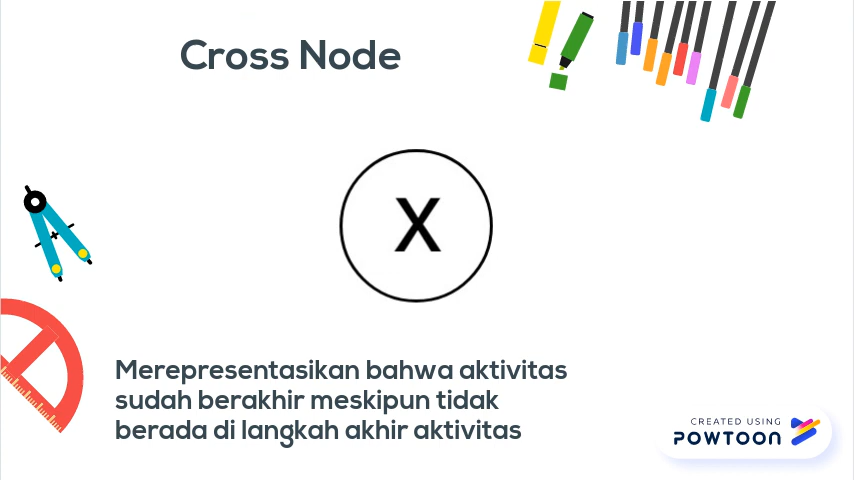 Cross Node
X
Merepresentasikan bahwa aktivitas
sudah berakhir meskipun tidak
berada di langkah akhir aktivitas
CREATED USING
POWTOON